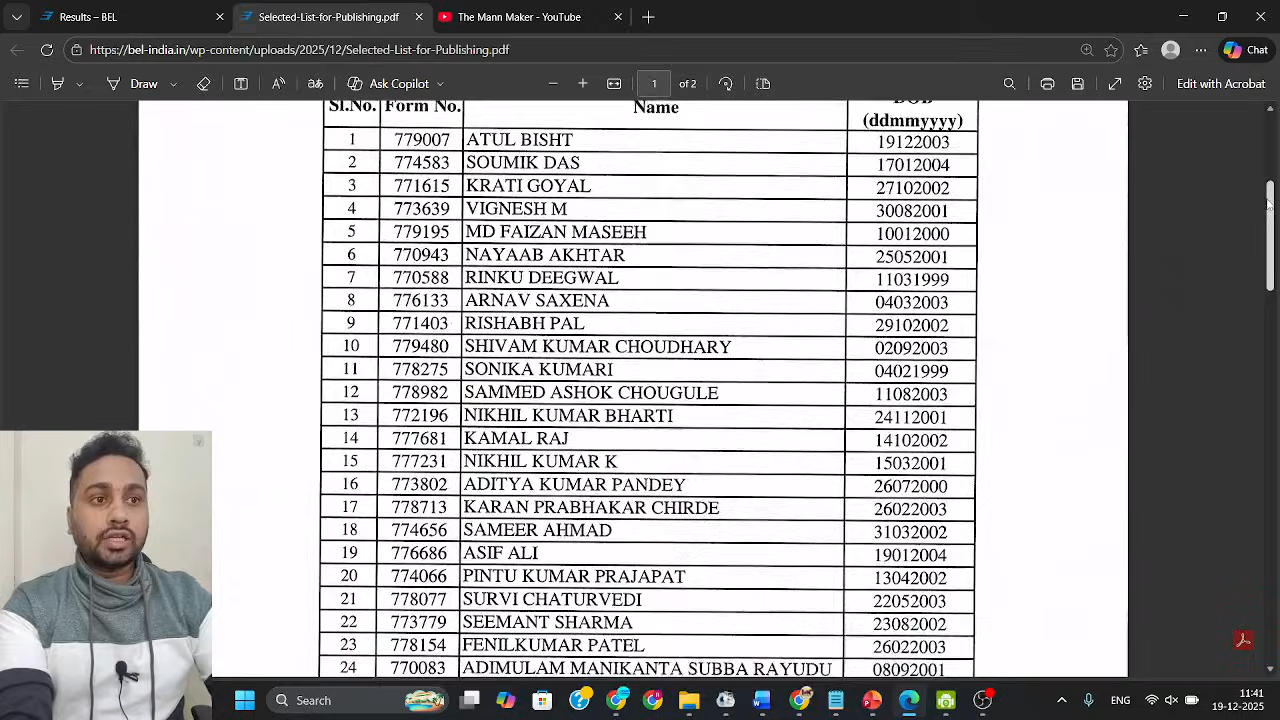 Results – BEL
Selected-List-for-Publishing.pdf
The Mann Maker - YouTube
https://bel-india.in/wp-content/uploads/2025/12/Selected-List-for-Publishing.pdf
Chat
Draw
Ask Copilot
1 of 2
Edit with Acrobat
Sl.No. Form No. Name DOB
(ddmmyyyy)
1 779007 ATUL BISHT 19122003
2 774583 SOUMIK DAS 17012004
3 771615 KRATI GOYAL 27102002
4 773639 VIGNESH M 30082001
5 779195 MD FAIZAN MASEEH 10012000
6 770943 NAYAAB AKHTAR 25052001
7 770588 RINKU DEEGWAL 11031999
8 776133 ARNAV SAXENA 04032003
9 771403 RISHABH PAL 29102002
10 779480 SHIVAM KUMAR CHOUDHARY 02092003
11 778275 SONIKA KUMARI 04021999
12 778982 SAMMED ASHOK CHOUGULE 11082003
13 772196 NIKHIL KUMAR BHARTI 24112001
14 777681 KAMAL RAJ 14102002
15 777231 NIKHIL KUMAR K 15032001
16 773802 ADITYA KUMAR PANDEY 26072000
17 778713 KARAN PRABHAKAR CHIRDE 26022003
18 774656 SAMEER AHMAD 31032002
19 776686 ASIF ALI 19012004
20 774066 PINTU KUMAR PRAJAPAT 13042002
21 778077 SURVI CHATURVEDI 22052003
22 773779 SEEMANT SHARMA 23082002
23 778154 FENILKUMAR PATEL 26022003
24 770083 ADIMULAM MANIKANTA SUBBA RAYUDU 08092001
Search
ENG
11:41
19-12-2025